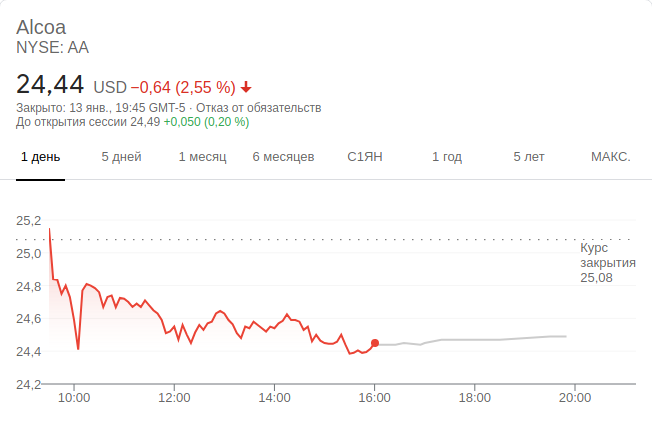 Alcoa
NYSE: AA
24,44 USD −0,64 (2,55 %)
Закрыто: 13 янв., 19:45 GMT-5 · Отказ от обязательств
До открытия сессии 24,49 +0,050 (0,20 %)
1 день 5 дней 1 месяц 6 месяцев С1ЯН 1 год 5 лет МАКС.
25,2
25,0
24,8
24,6
24,4
24,2
Курс
закрытия
25,08
10:00 12:00 14:00 16:00 18:00 20:00